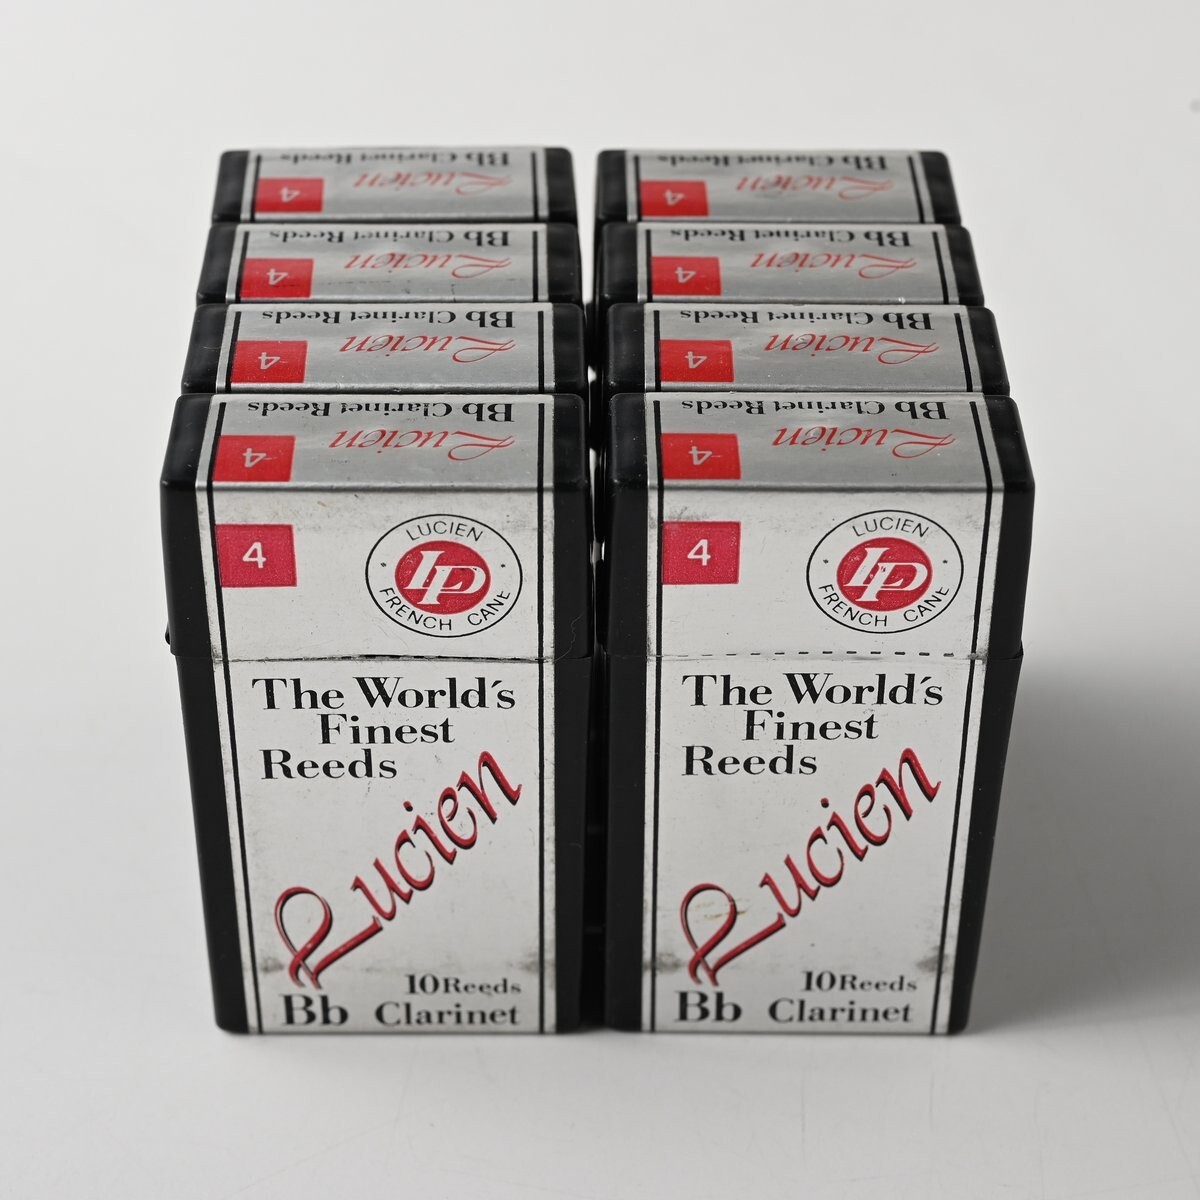 Bb Clarinet Reeds
Lucien
4
Bb Clarinet Reeds
Lucien
4
Bb Clarinet Reeds
Lucien
4
Bb Clarinet Reeds
Lucien
4
Bb Clarinet Reeds
Lucien
4
Bb Clarinet Reeds
Lucien
4
Bb Clarinet Reeds
Lucien
4
Bb Clarinet Reeds
Lucien
4
4
LUCIEN
LP
FRENCH CANE
The World's
Finest
Reeds
Lucien
10 Reeds
Bb Clarinet
4
LUCIEN
LP
FRENCH CANE
The World's
Finest
Reeds
Lucien
10 Reeds
Bb Clarinet